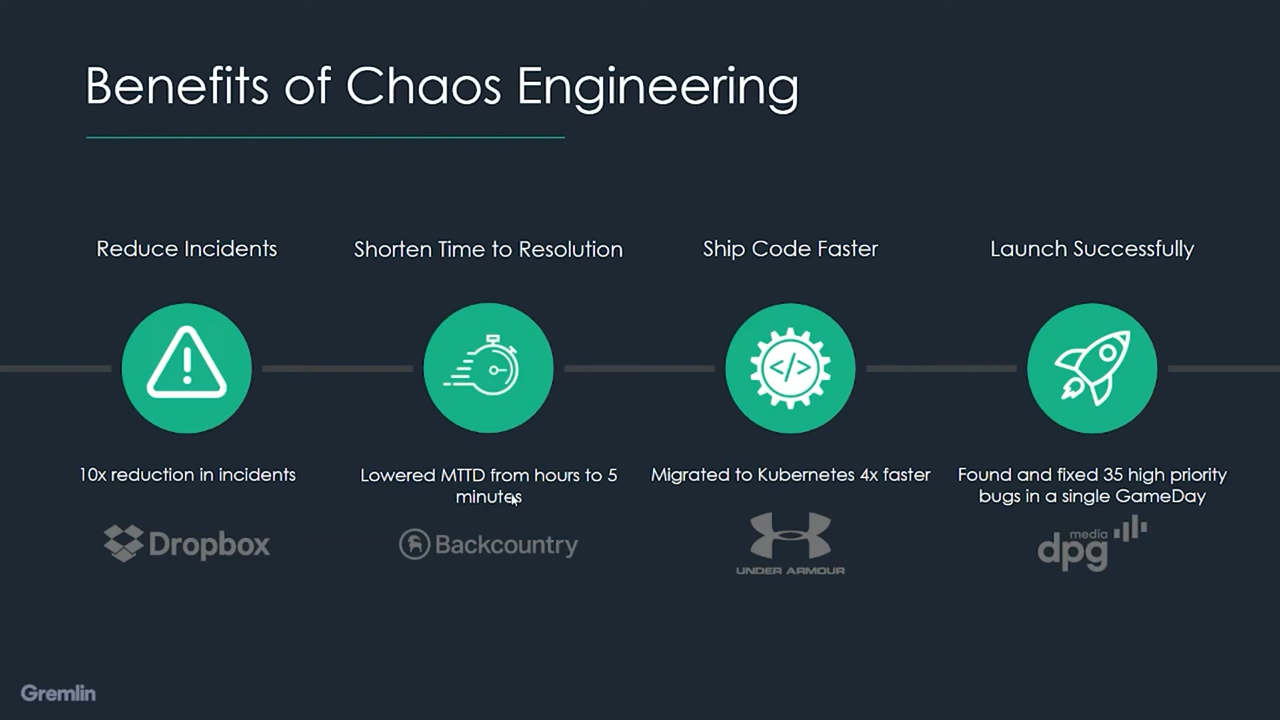 Benefits of Chaos Engineering
Reduce Incidents
Shorten Time to Resolution
Ship Code Faster
Launch Successfully
!
</>
10x reduction in incidents
Lowered MTTD from hours to 5
minutes
Migrated to Kubernetes 4x faster
Found and fixed 35 high priority
bugs in a single GameDay
Dropbox
Backcountry
UNDER ARMOUR
media
dpg
Gremlin